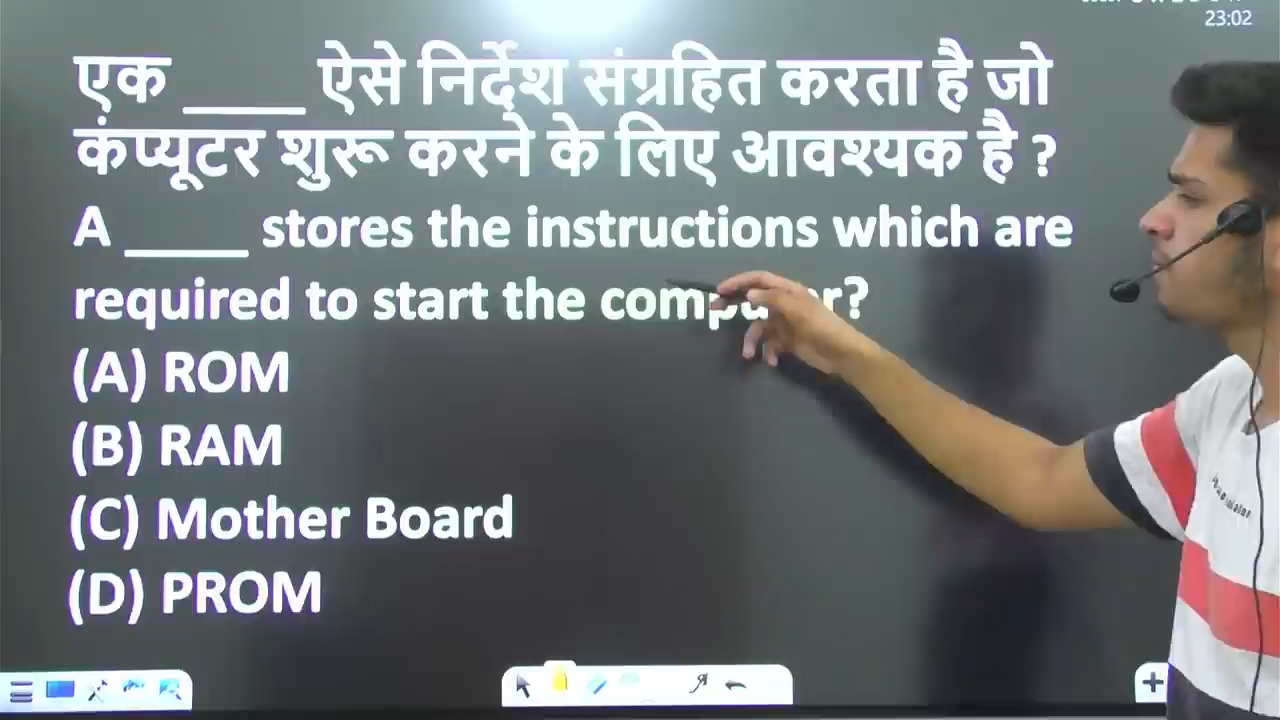 23:02
एक ____ ऐसे निर्देश संग्रहित करता है जो
कंप्यूटर शुरू करने के लिए आवश्यक है ?
A ____ stores the instructions which are
required to start the computer?
(A) ROM
(B) RAM
(C) Mother Board
(D) PROM